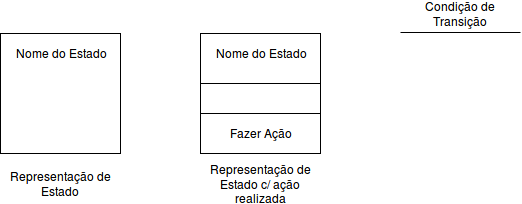 Condição de
Transição
Nome do Estado
Nome do Estado
Fazer Ação
Representação de
Estado
Representação de
Estado c/ ação
realizada